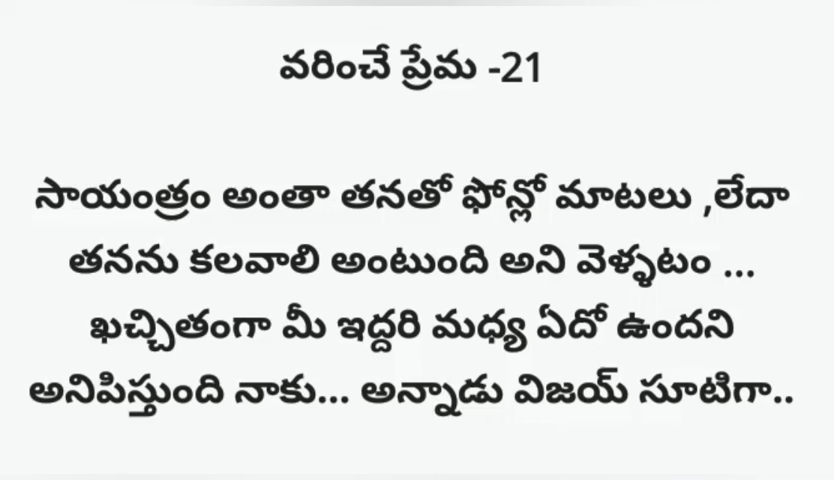 వరించే ప్రేమ -21
సాయంత్రం అంతా తనతో ఫోన్లో మాటలు ,లేదా
తనను కలవాలి అంటుంది అని వెళ్ళటం ...
ఖచ్చితంగా మీ ఇద్దరి మధ్య ఏదో ఉందని
అనిపిస్తుంది నాకు... అన్నాడు విజయ్ సూటిగా..